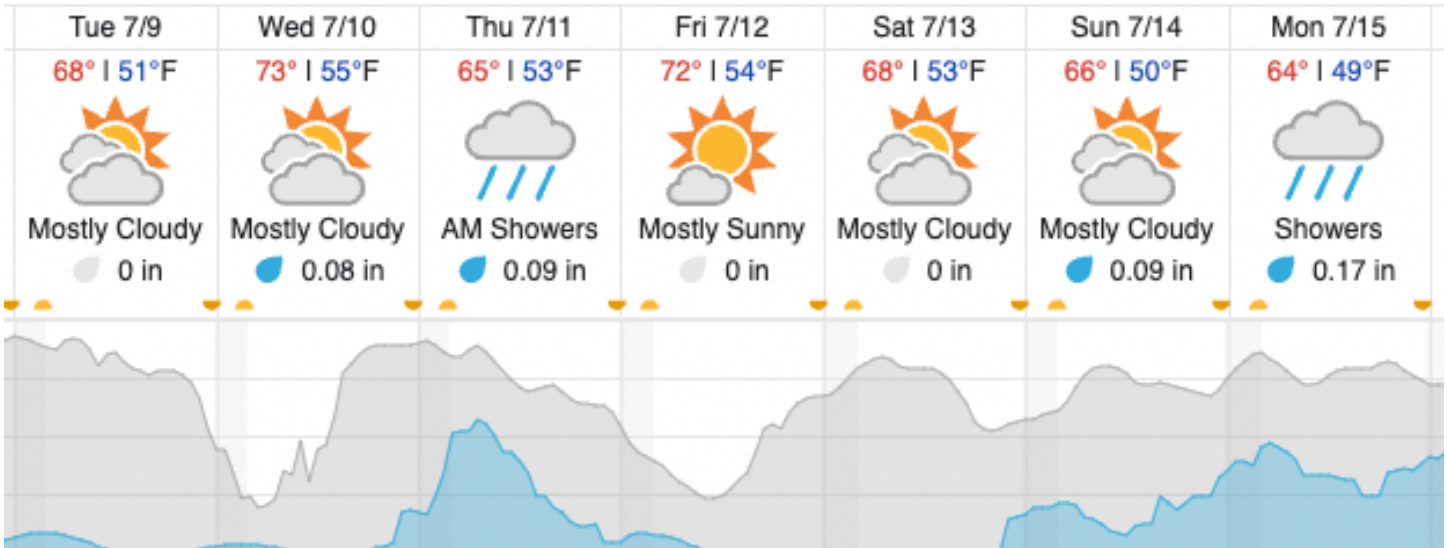 Tue 7/9
68° | 51°F
Mostly Cloudy
0 in
Wed 7/10
73° | 55°F
Mostly Cloudy
0.08 in
Thu 7/11
65° | 53°F
AM Showers
0.09 in
Fri 7/12
72° | 54°F
Mostly Sunny
0 in
Sat 7/13
68° | 53°F
Mostly Cloudy
0 in
Sun 7/14
66° | 50°F
Mostly Cloudy
0.09 in
Mon 7/15
64° | 49°F
Showers
0.17 in